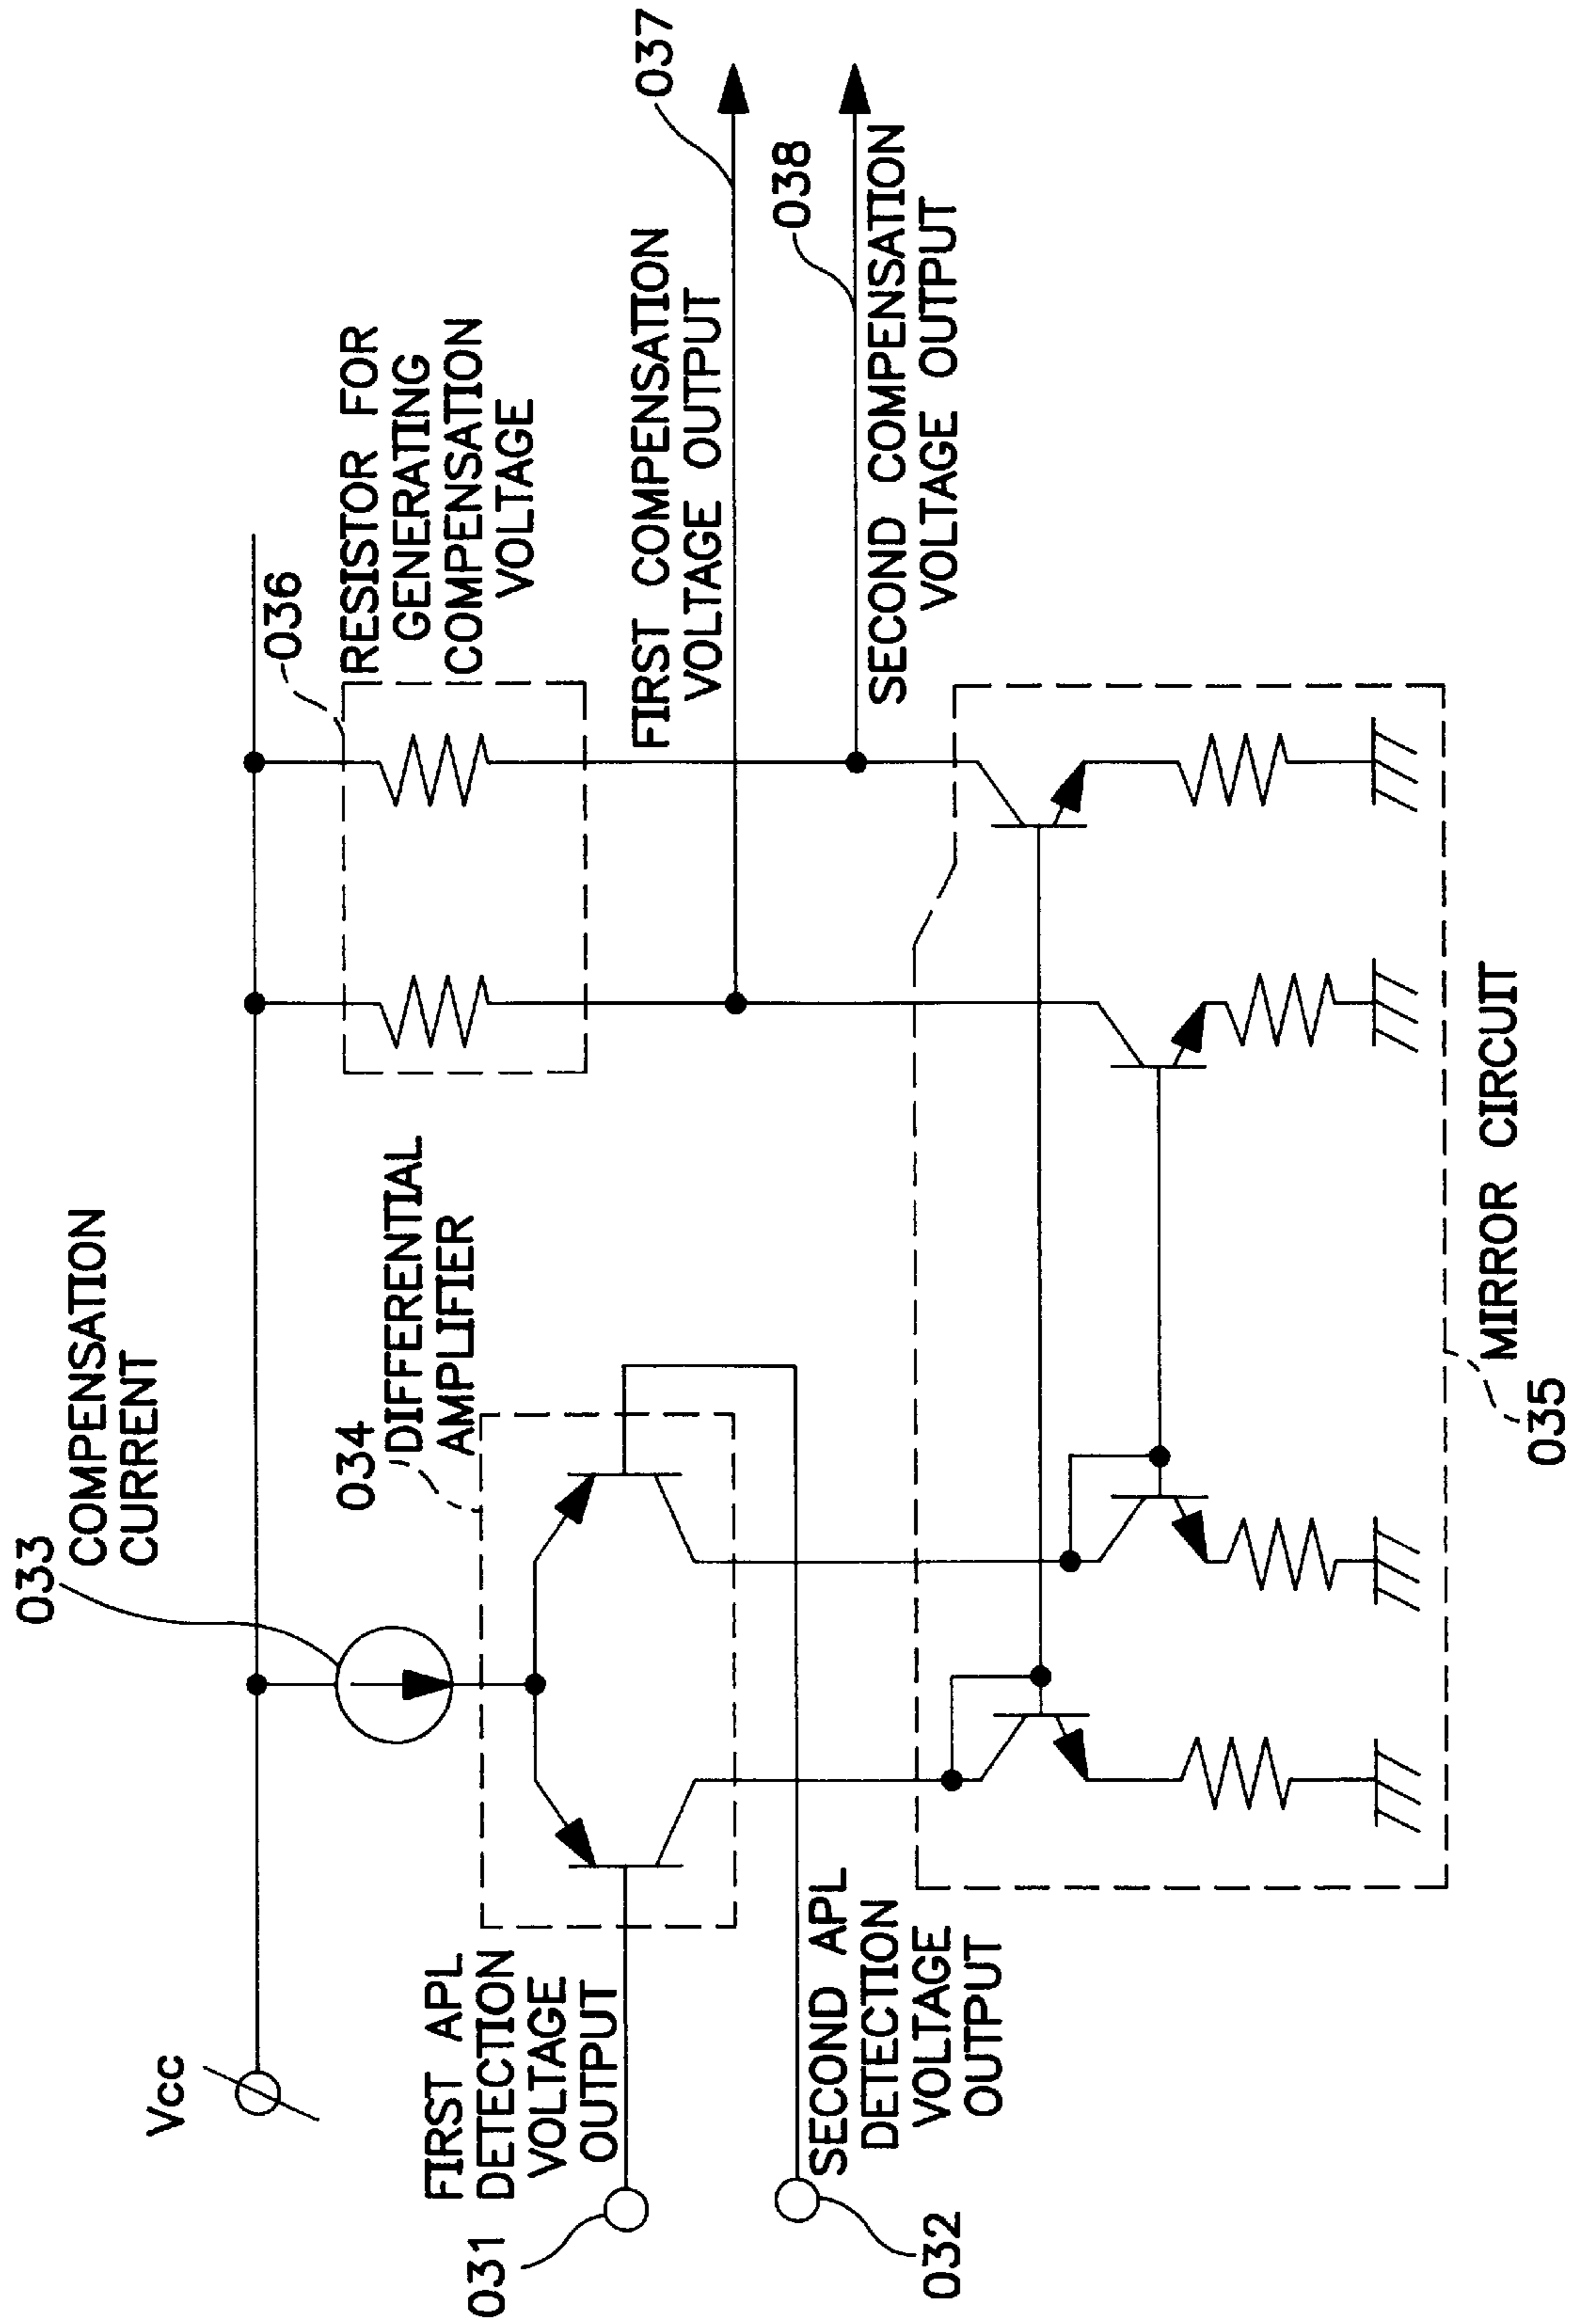 Vcc
033
COMPENSATION
CURRENT
034
DIFFERENTIAL
AMPLIFIER
036
RESISTOR FOR
GENERATING
COMPENSATION
VOLTAGE
031
FIRST APL
DETECTION
VOLTAGE
OUTPUT
032
SECOND APL
DETECTION
VOLTAGE
OUTPUT
FIRST COMPENSATION
VOLTAGE OUTPUT
037
038
SECOND COMPENSATION
VOLTAGE OUTPUT
035
MIRROR CIRCUIT